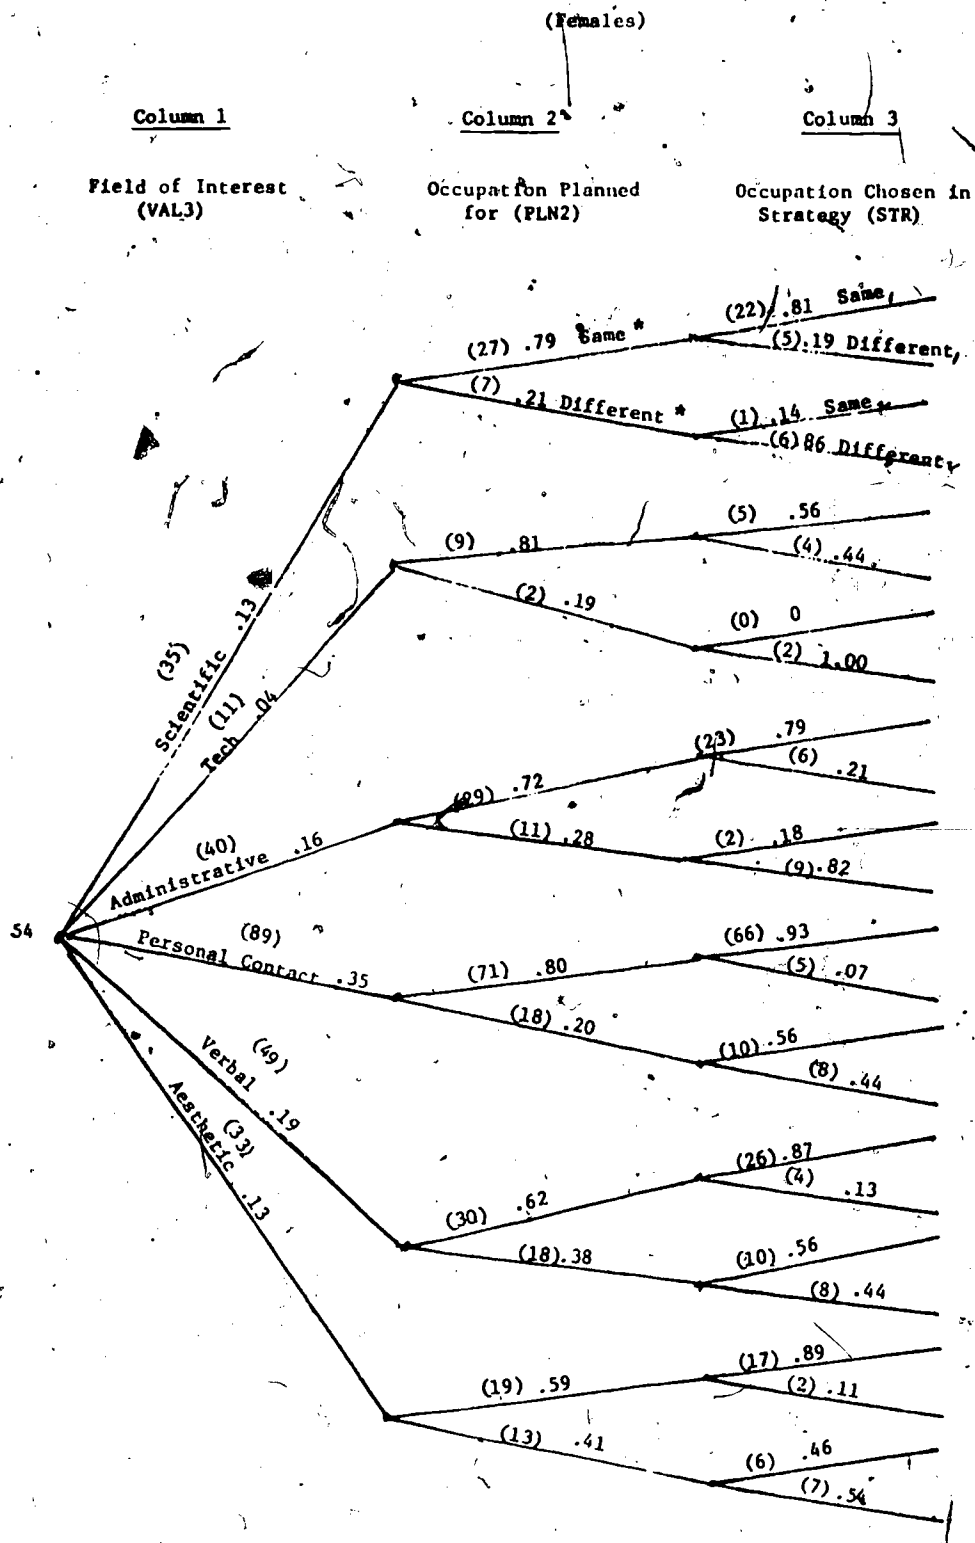 (Females)
Column 1
Column 2
Column 3
Field of Interest
(VAL3)
Occupation Planned
for (PLN2)
Occupation Chosen in
Strategy (STR)
(22) .81 Same
(27) .79 Same *
(5) .19 Different
(7) .21 Different *
(1) .14 Same
(6) 86 Different
(5) .56
(9) .81
(4) .44
(2) .19
(0) 0
(2) 1.00
(35)
Scientific .13
(11)
Tech .04
(23) .79
(6) .21
(29) .72
(11) .28
(2) .18
(9) .82
(40)
Administrative .16
54
(89)
Personal Contact .35
(66) .93
(71) .80
(5) .07
(18) .20
(10) .56
(8) .44
(49)
Verbal .19
(33)
Aesthetic .13
(26) .87
(30) .62
(4) .13
(18) .38
(10) .56
(8) .44
(17) .89
(19) .59
(2) .11
(13) .41
(6) .46
(7) .54